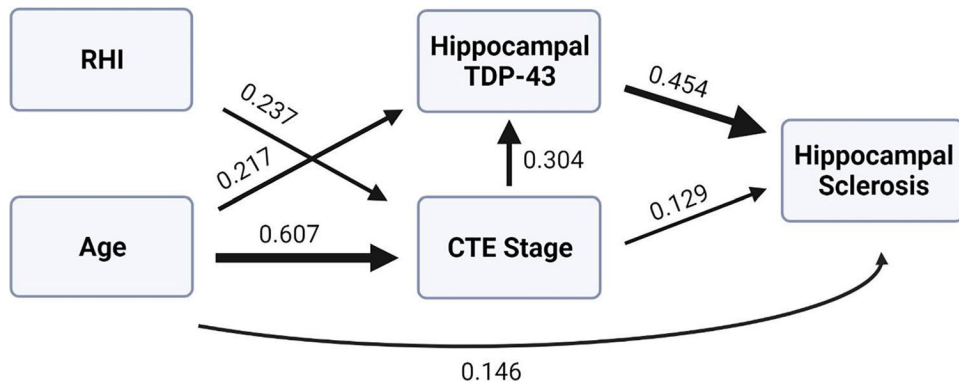 RHI
Hippocampal
TDP-43
0.237
0.454
0.217
0.304
Hippocampal
Sclerosis
Age
0.607
CTE Stage
0.129
0.146